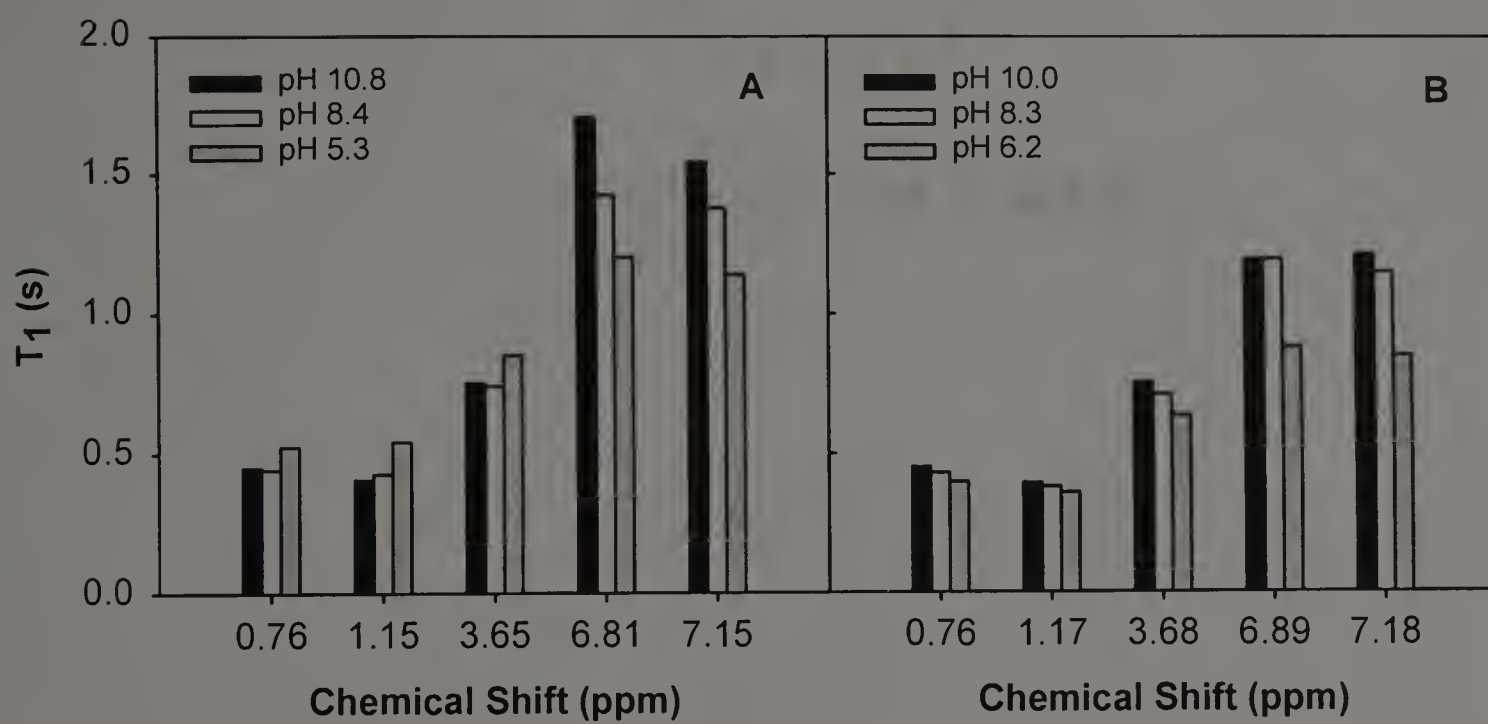 2.0
1.5
1.0
0.5
0.0
T1 (s)
pH 10.8
pH 8.4
pH 5.3
A
0.76 1.15 3.65 6.81 7.15
Chemical Shift (ppm)
pH 10.0
pH 8.3
pH 6.2
B
0.76 1.17 3.68 6.89 7.18
Chemical Shift (ppm)